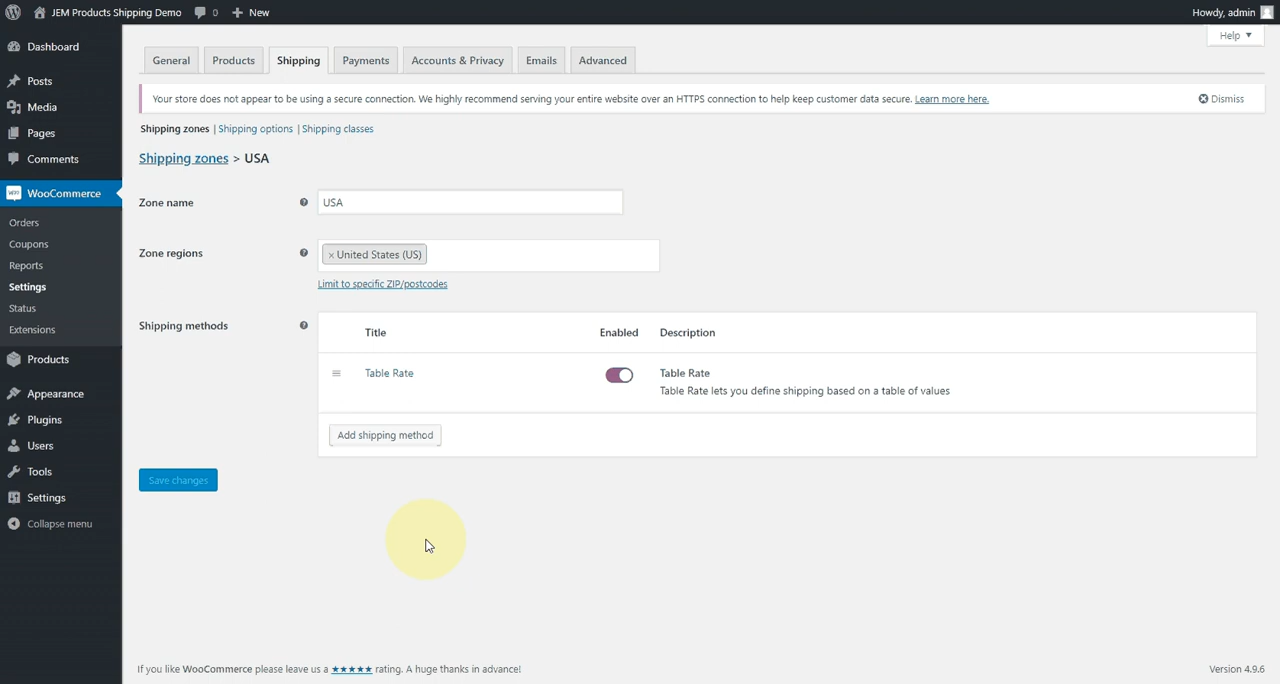 JEM Products Shipping Demo 0 New Howdy, admin
Help ▼
Dashboard
Posts
Media
Pages
Comments
WooCommerce
Orders
Coupons
Reports
Settings
Status
Extensions
Products
Appearance
Plugins
Users
Tools
Settings
Collapse menu
General Products Shipping Payments Accounts & Privacy Emails Advanced
Your store does not appear to be using a secure connection. We highly recommend serving your entire website over an HTTPS connection to help keep customer data secure. Learn more here. Dismiss
Shipping zones | Shipping options | Shipping classes
Shipping zones > USA
Zone name ? USA
Zone regions ? × United States (US)
Limit to specific ZIP/postcodes
Shipping methods ? Title Enabled Description
Table Rate Table Rate
Table Rate lets you define shipping based on a table of values
Add shipping method
Save changes
If you like WooCommerce please leave us a ★★★★★ rating. A huge thanks in advance! Version 4.9.6